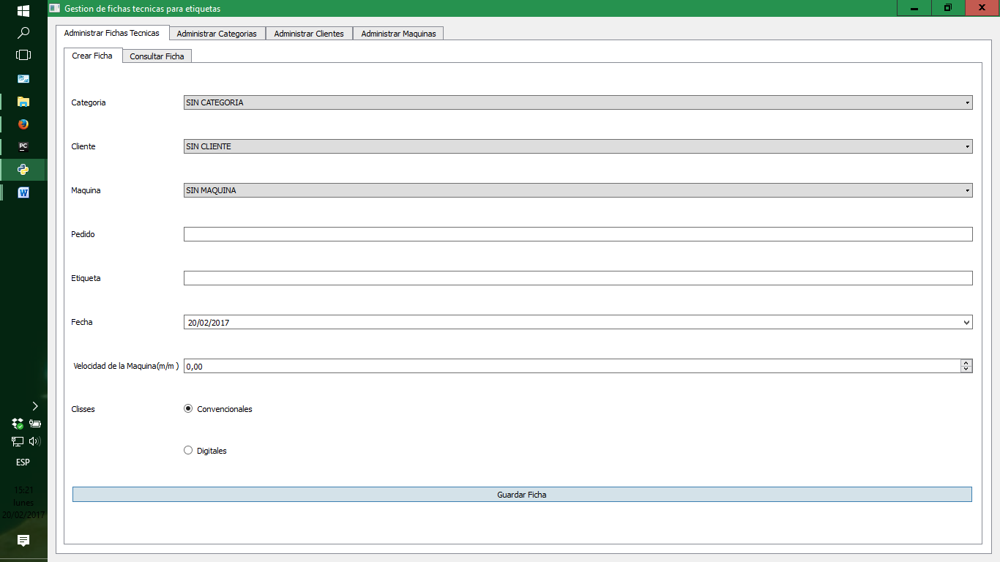 Gestion de fichas tecnicas para etiquetas
Administrar Fichas Tecnicas
Administrar Categorias
Administrar Clientes
Administrar Maquinas
Crear Ficha
Consultar Ficha
Categoria
SIN CATEGORIA
Cliente
SIN CLIENTE
Maquina
SIN MAQUINA
Pedido
Etiqueta
Fecha
20/02/2017
Velocidad de la Maquina(m/m )
0,00
Clisses
Convencionales
Digitales
Guardar Ficha
PC
W
ESP
15:21
lunes
20/02/2017